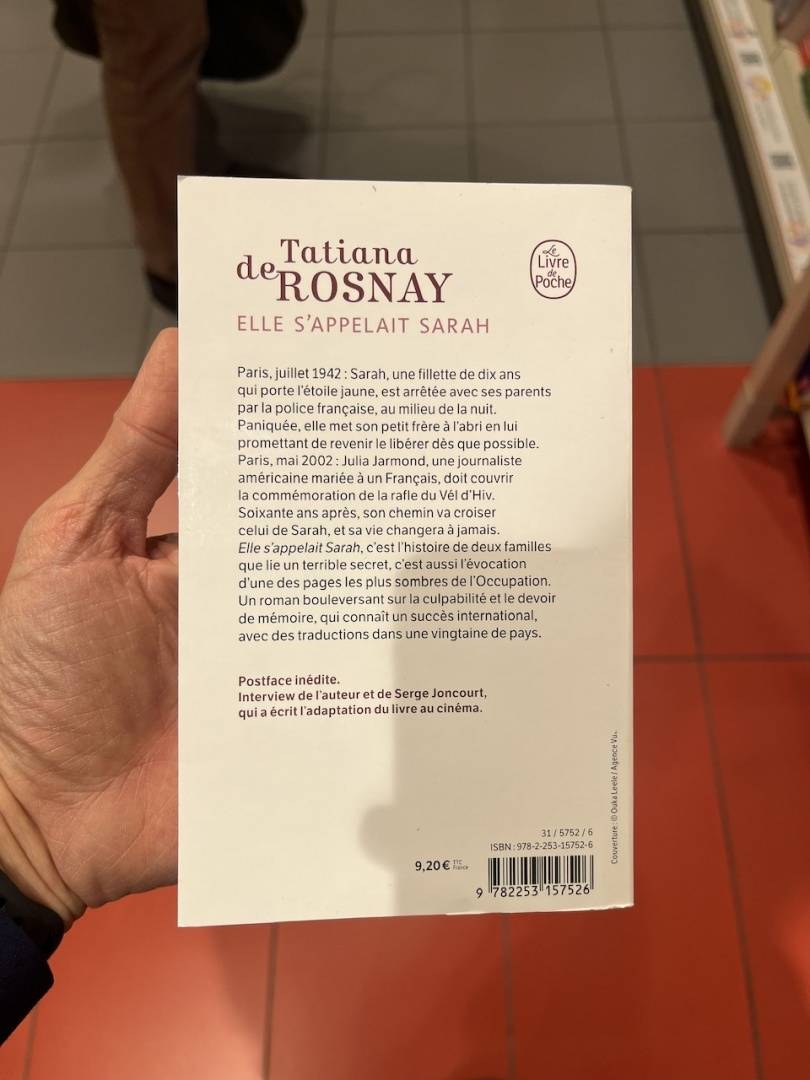 Tatiana
de ROSNAY
Le
Livre
de
Poche
ELLE S'APPELAIT SARAH
Paris, juillet 1942 : Sarah, une fillette de dix ans
qui porte l'étoile jaune, est arrêtée avec ses parents
par la police française, au milieu de la nuit.
Paniquée, elle met son petit frère à l'abri en lui
promettant de revenir le libérer dès que possible.
Paris, mai 2002 : Julia Jarmond, une journaliste
américaine mariée à un Français, doit couvrir
la commémoration de la rafle du Vél d'Hiv.
Soixante ans après, son chemin va croiser
celui de Sarah, et sa vie changera à jamais.
Elle s'appelait Sarah, c'est l'histoire de deux familles
que lie un terrible secret, c'est aussi l'évocation
d'une des pages les plus sombres de l'Occupation.
Un roman bouleversant sur la culpabilité et le devoir
de mémoire, qui connaît un succès international,
avec des traductions dans une vingtaine de pays.
Postface inédite.
Interview de l'auteur et de Serge Joncourt,
qui a écrit l'adaptation du livre au cinéma.
Couverture : © Ouka Leele / Agence Vu.
31 / 5752 / 6
ISBN : 978-2-253-15752-6
9,20 € TTC
France
9 782253 157526